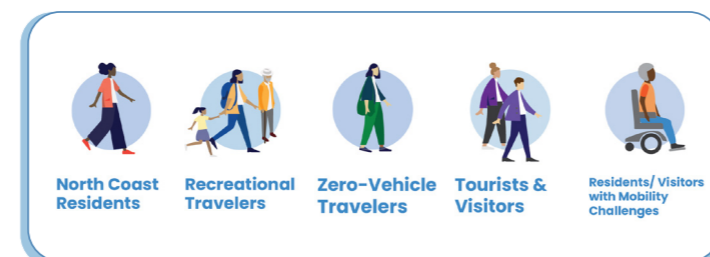 North Coast
Residents
Recreational
Travelers
Zero-Vehicle
Travelers
Tourists &
Visitors
Residents/ Visitors
with Mobility
Challenges